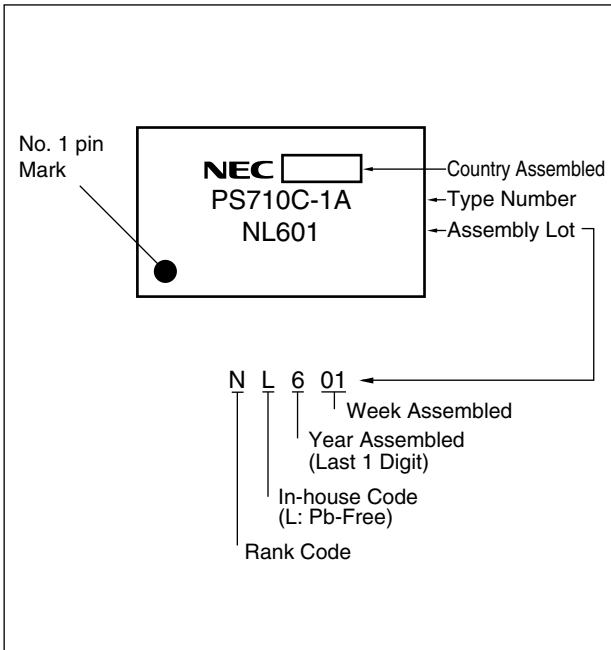 No. 1 pin
Mark
NEC
Country Assembled
PS710C-1A
Type Number
NL601
Assembly Lot
N L 6 01
Week Assembled
Year Assembled
(Last 1 Digit)
In-house Code
(L: Pb-Free)
Rank Code